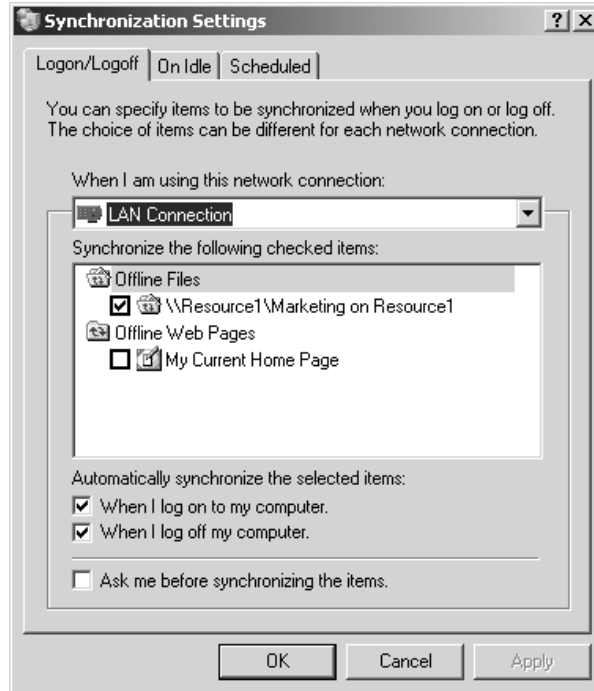 Synchronization Settings
Logon/Logoff On Idle Scheduled
You can specify items to be synchronized when you log on or log off.
The choice of items can be different for each network connection.
When I am using this network connection:
LAN Connection
Synchronize the following checked items:
Offline Files
\\Resource1\Marketing on Resource1
Offline Web Pages
My Current Home Page
Automatically synchronize the selected items:
When I log on to my computer.
When I log off my computer.
Ask me before synchronizing the items.
OK Cancel Apply